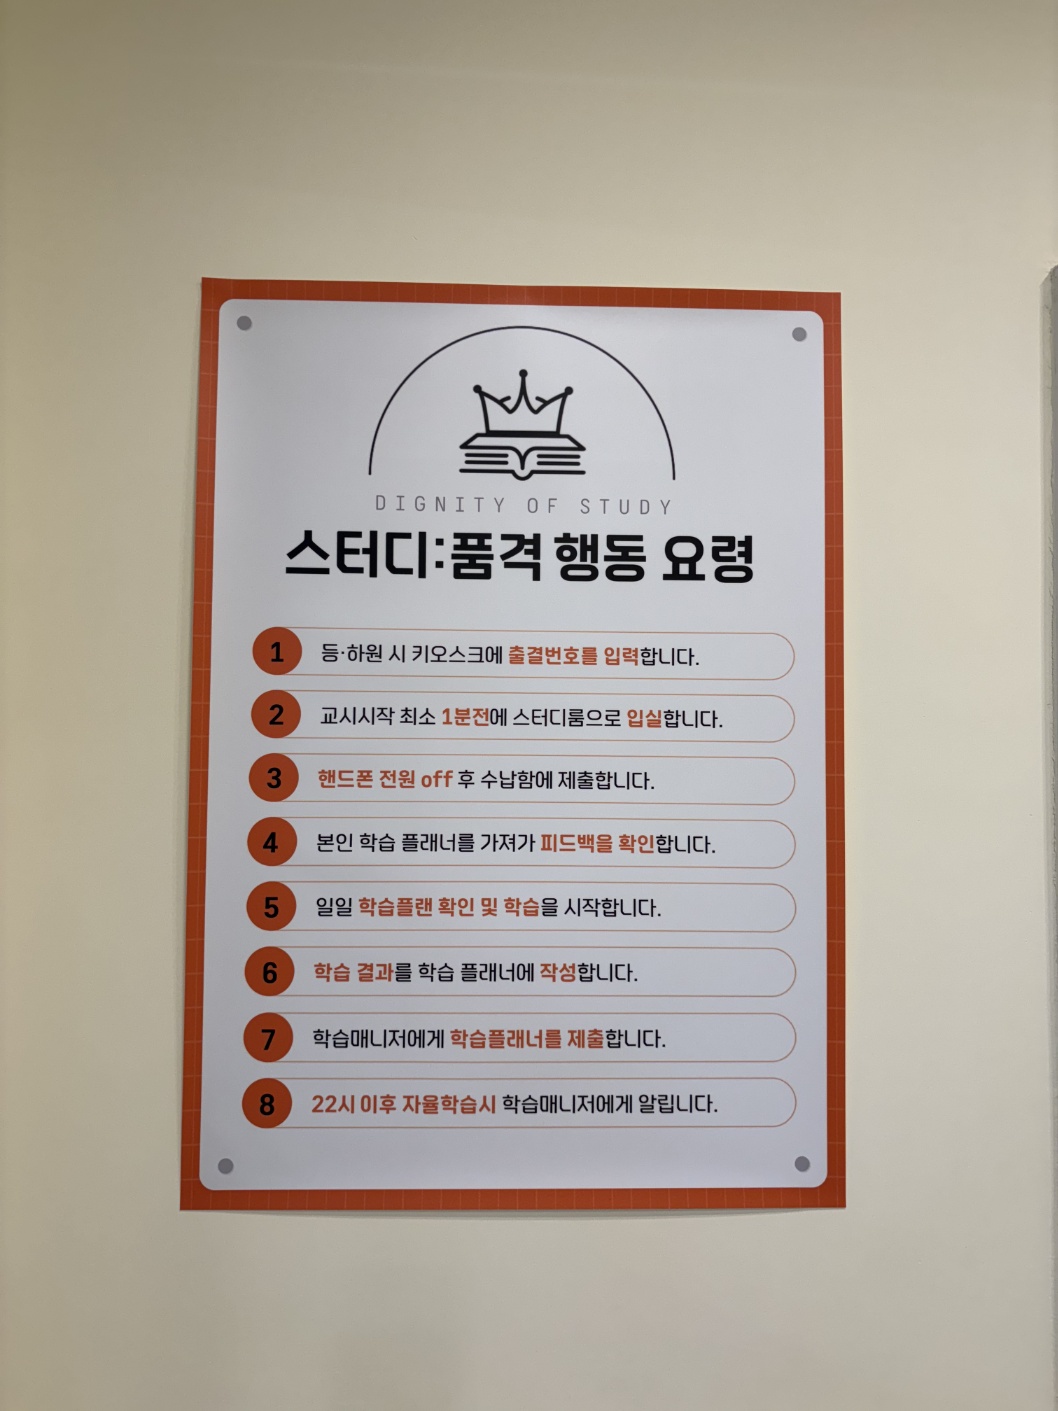 DIGNITY OF STUDY
스터디:품격 행동 요령
1 등·하원 시 키오스크에 출결번호를 입력합니다.
2 교시시작 최소 1분전에 스터디룸으로 입실합니다.
3 핸드폰 전원 off 후 수납함에 제출합니다.
4 본인 학습 플래너를 가져가 피드백을 확인합니다.
5 일일 학습플랜 확인 및 학습을 시작합니다.
6 학습 결과를 학습 플래너에 작성합니다.
7 학습매니저에게 학습플래너를 제출합니다.
8 22시 이후 자율학습시 학습매니저에게 알립니다.